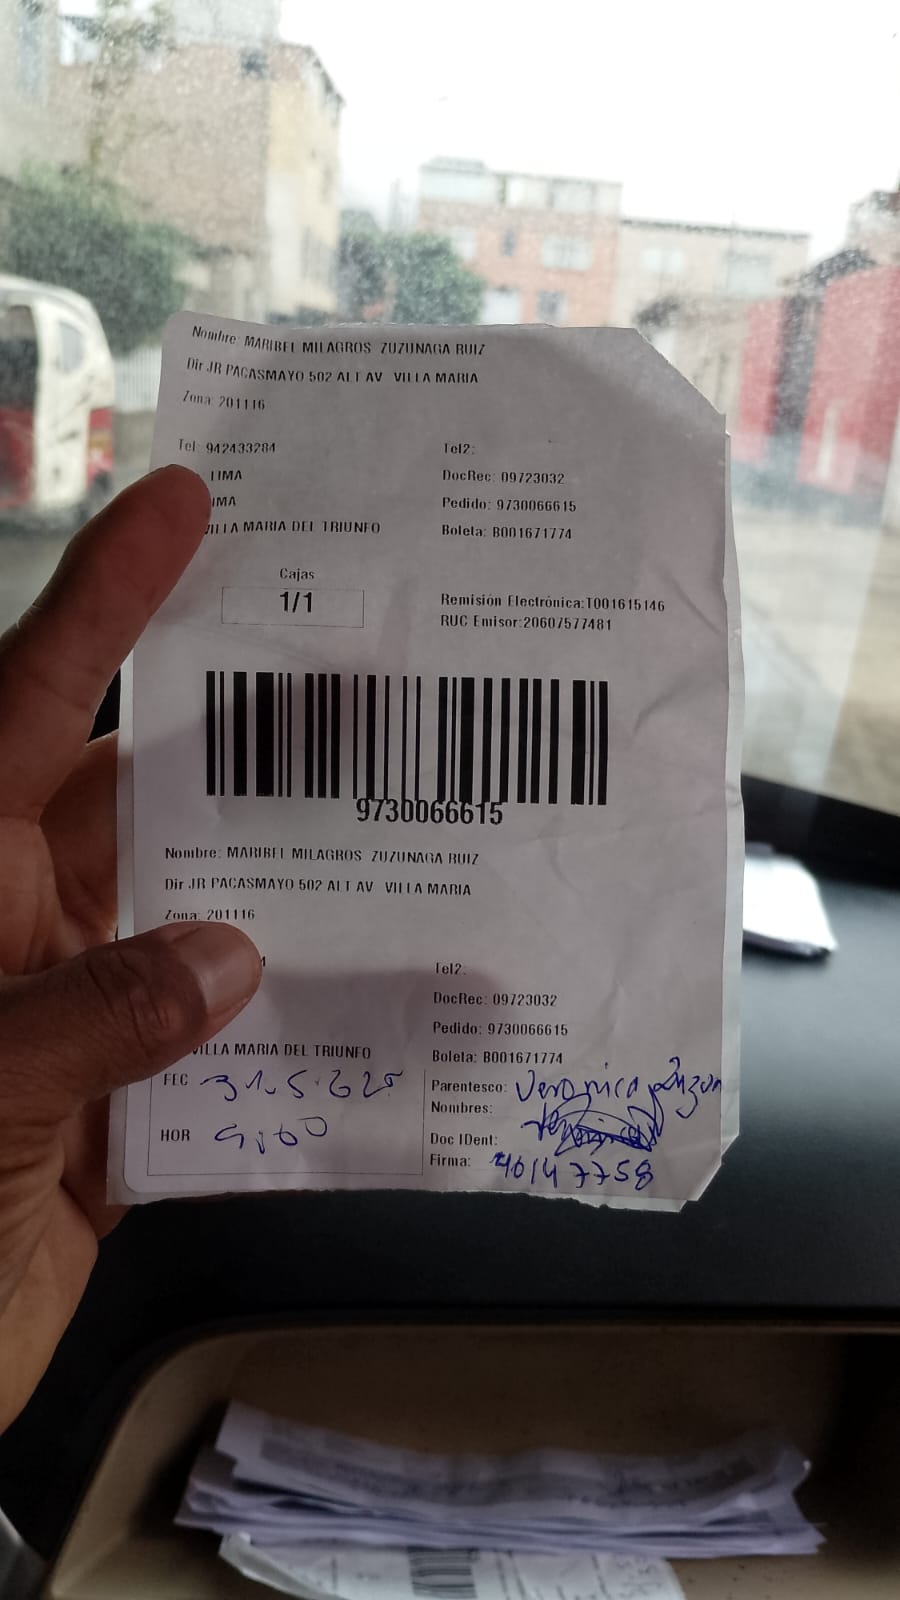 Nombre: MARIBEL MILAGROS ZUZUNAGA RUIZ
Dir JR PACASMAYO 502 ALT AV VILLA MARIA
Zona: 201116
Tel: 942433284 Tel2:
LIMA DocRec: 09723032
IMA Pedido: 9730066615
VILLA MARIA DEL TRIUNFO Boleta: B001671774
Cajas
1/1 Remisión Electrónica:T001615146
RUC Emisor:20607577481
9730066615
Nombre: MARIBEL MILAGROS ZUZUNAGA RUIZ
Dir JR PACASMAYO 502 ALT AV VILLA MARIA
Zona: 201116
Tel2:
DocRec: 09723032
Pedido: 9730066615
VILLA MARIA DEL TRIUNFO Boleta: B001671774
FEC Parentesco: Veronica
Nombres:
HOR Doc IDent:
Firma: 46147758